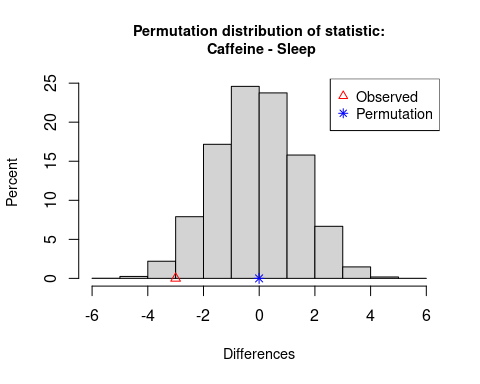 Permutation distribution of statistic:
Caffeine - Sleep
Observed
Permutation
Percent
25
20
15
10
5
0
-6 -4 -2 0 2 4 6
Differences